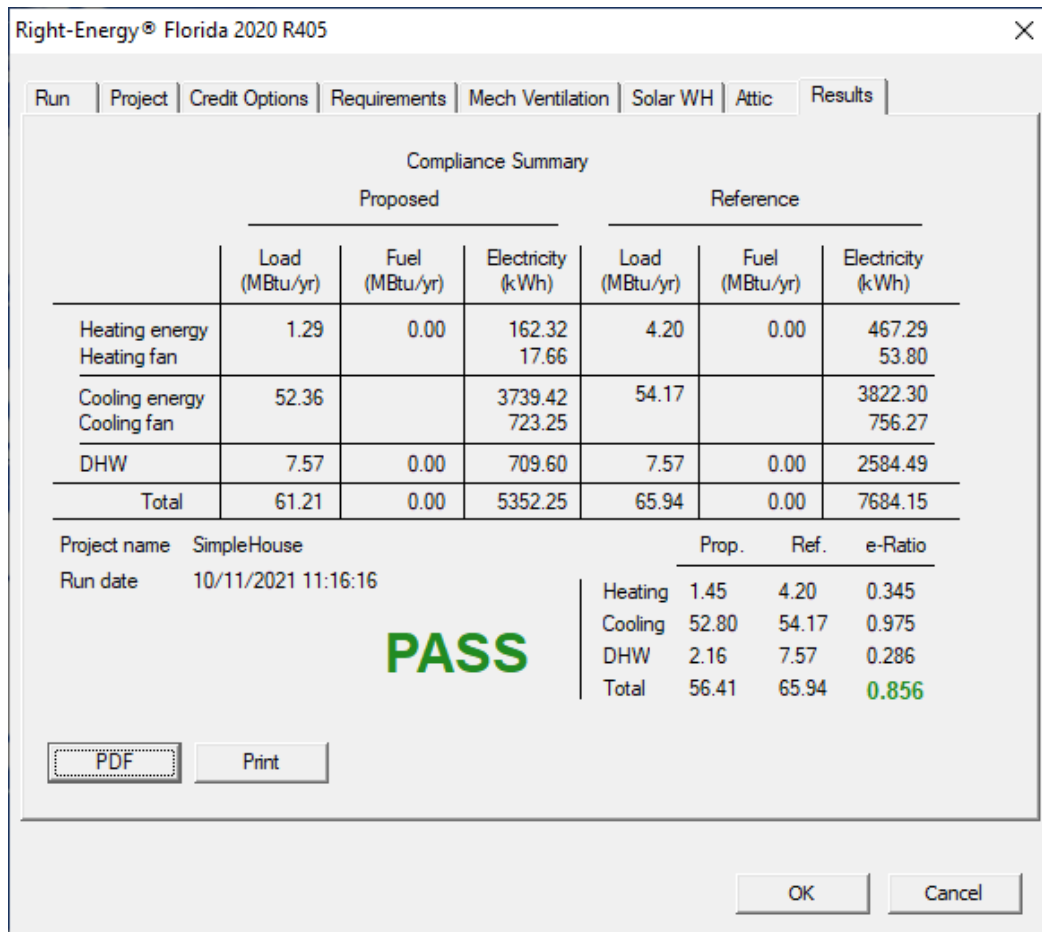 Right-Energy® Florida 2020 R405
Run Project Credit Options Requirements Mech Ventilation Solar WH Attic Results
Compliance Summary
Proposed Reference
Load Fuel Electricity Load Fuel Electricity
(MBtu/yr) (MBtu/yr) (kWh) (MBtu/yr) (MBtu/yr) (kWh)
Heating energy 1.29 0.00 162.32 4.20 0.00 467.29
Heating fan 17.66 53.80
Cooling energy 52.36 3739.42 54.17 3822.30
Cooling fan 723.25 756.27
DHW 7.57 0.00 709.60 7.57 0.00 2584.49
Total 61.21 0.00 5352.25 65.94 0.00 7684.15
Project name SimpleHouse
Run date 10/11/2021 11:16:16
PASS
Prop. Ref. e-Ratio
Heating 1.45 4.20 0.345
Cooling 52.80 54.17 0.975
DHW 2.16 7.57 0.286
Total 56.41 65.94 0.856
PDF Print
OK Cancel